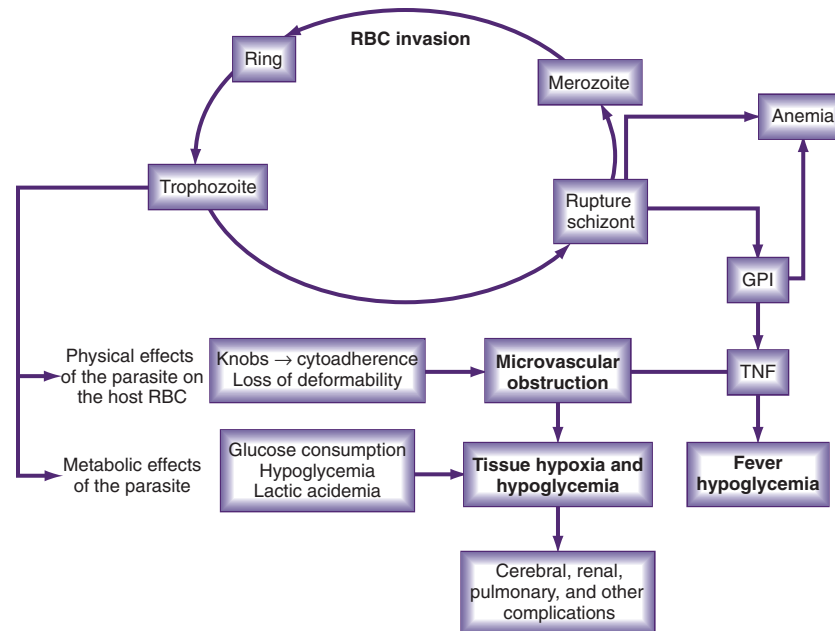 RBC invasion
Ring
Merozoite
Anemia
Trophozoite
Rupture
schizont
GPI
Physical effects
of the parasite on
the host RBC
Knobs → cytoadherence
Loss of deformability
Microvascular
obstruction
TNF
Metabolic effects
of the parasite
Glucose consumption
Hypoglycemia
Lactic acidemia
Tissue hypoxia and
hypoglycemia
Fever
hypoglycemia
Cerebral, renal,
pulmonary, and other
complications